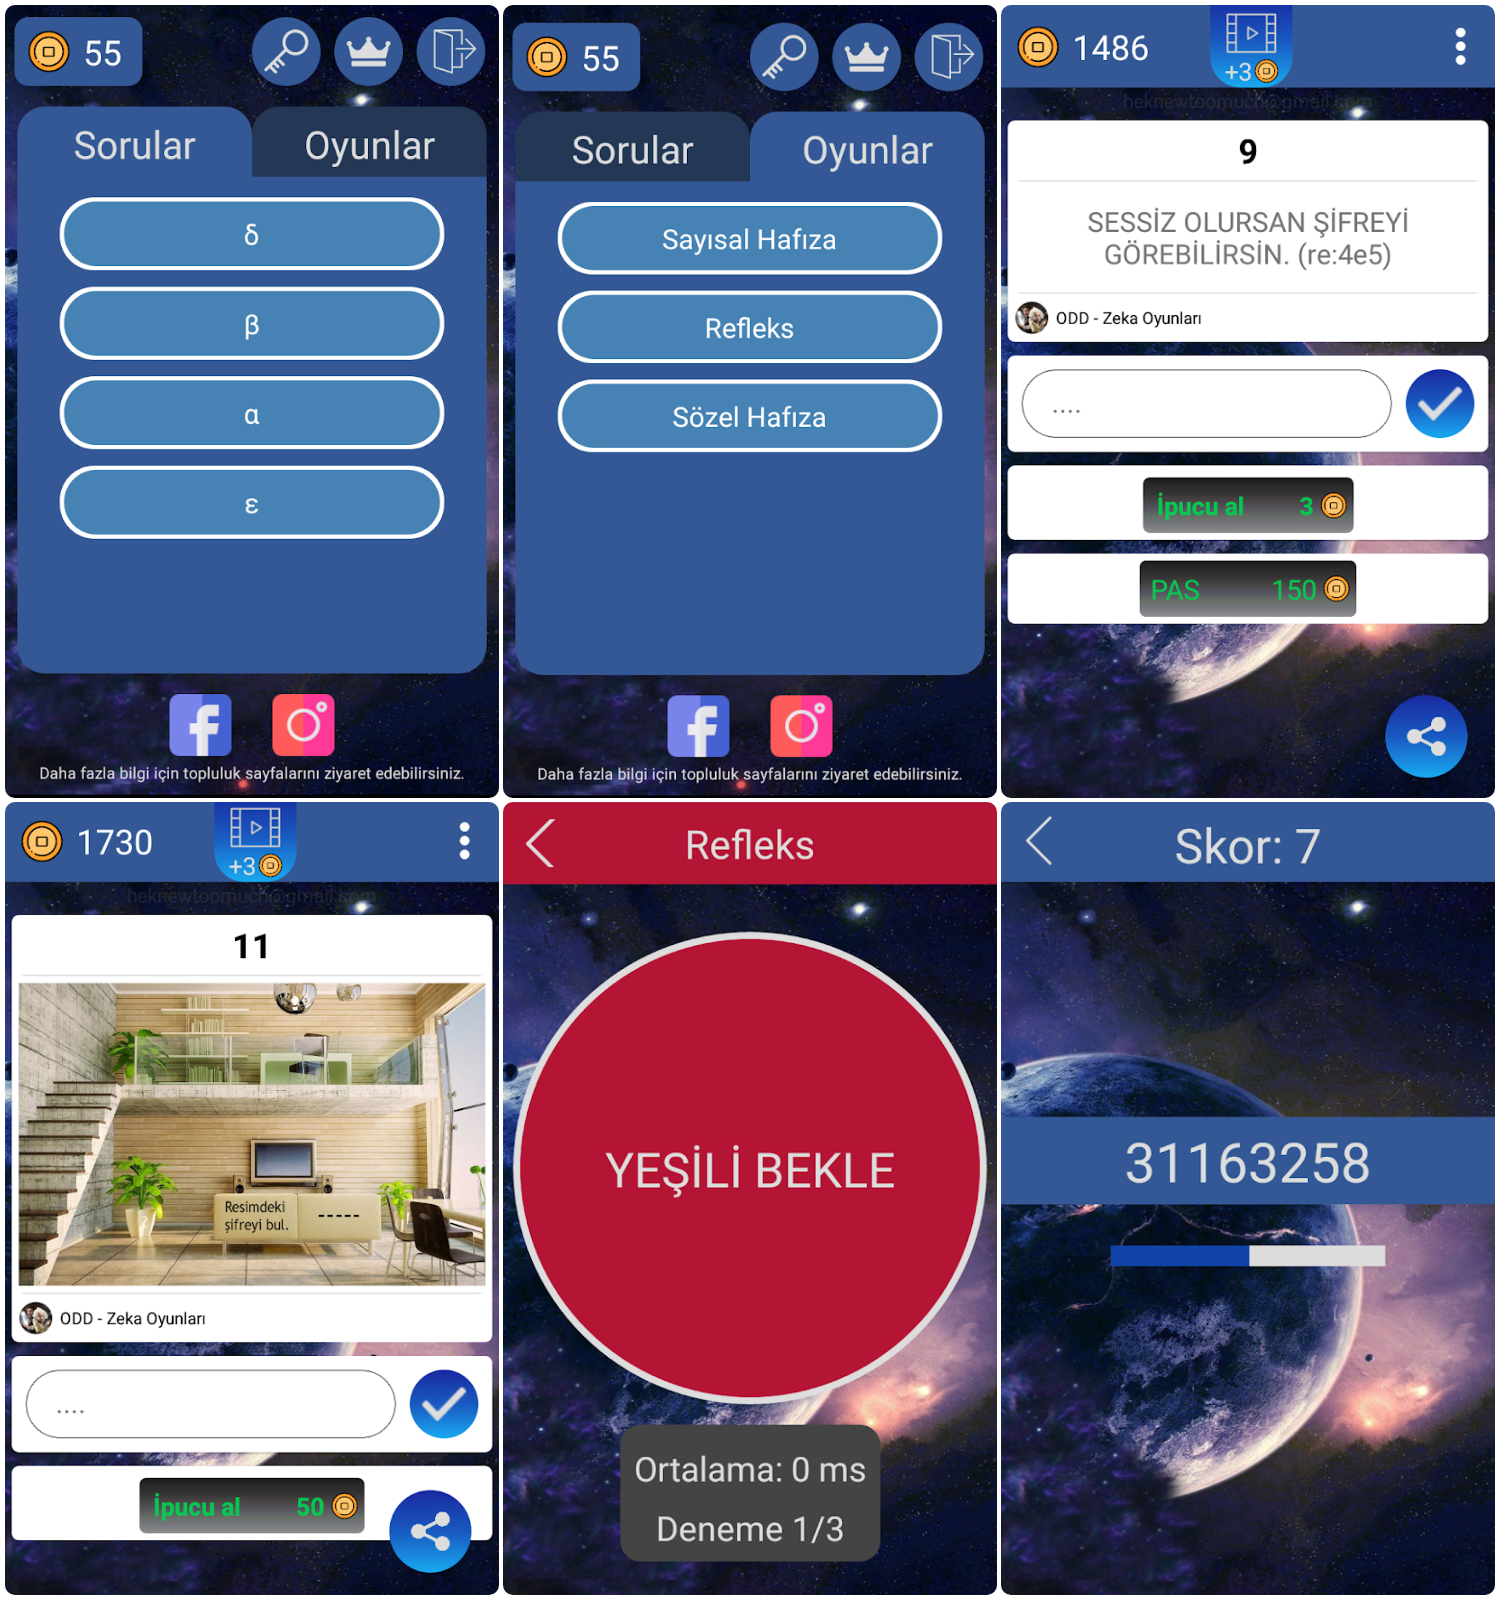 55
Sorular
Oyunlar
δ
β
α
ε
Daha fazla bilgi için topluluk sayfalarını ziyaret edebilirsiniz.
55
Sorular
Oyunlar
Sayısal Hafıza
Refleks
Sözel Hafıza
Daha fazla bilgi için topluluk sayfalarını ziyaret edebilirsiniz.
1486
+3
heknewtoomuch@gmail.com
9
SESSİZ OLURSAN ŞİFREYİ
GÖREBİLİRSİN. (re:4e5)
ODD - Zeka Oyunları
....
İpucu al 3
PAS 150
1730
+3
heknewtoomuch@gmail.com
11
Resimdeki
şifreyi bul.
-----
ODD - Zeka Oyunları
....
İpucu al 50
Refleks
YEŞİLİ BEKLE
Ortalama: 0 ms
Deneme 1/3
Skor: 7
31163258